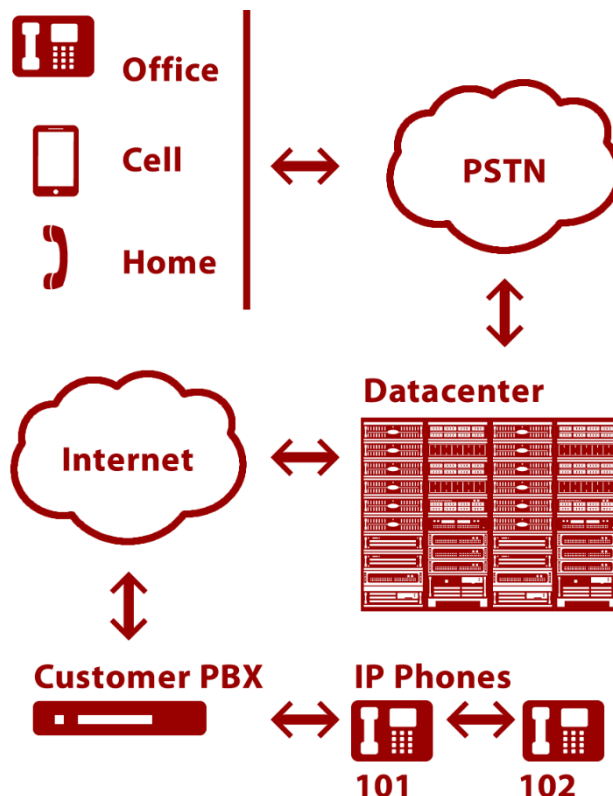 Office
Cell
PSTN
Home
Datacenter
Internet
Customer PBX
IP Phones
101
102